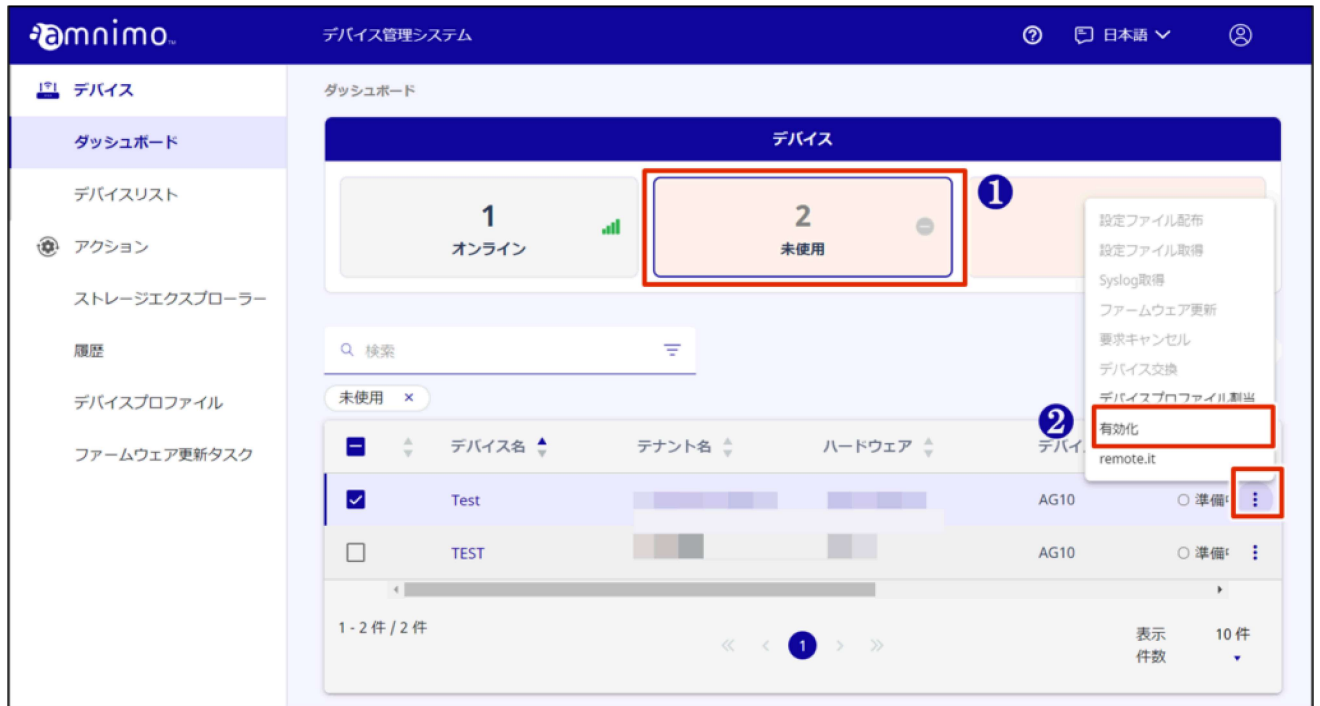 amnimo™
デバイス管理システム
日本語
デバイス
ダッシュボード
デバイスリスト
アクション
ストレージエクスプローラー
履歴
デバイスプロファイル
ファームウェア更新タスク
ダッシュボード
デバイス
1
オンライン
2
未使用
❶
設定ファイル配布
設定ファイル取得
Syslog取得
ファームウェア更新
要求キャンセル
デバイス交換
デバイスプロファイル割当
❷
有効化
remote.it
検索
未使用 ×
デバイス名 テナント名 ハードウェア デバイ
Test AG10 準備
TEST AG10 準備
1 - 2 件 / 2 件
« < 1 > »
表示
件数
10 件